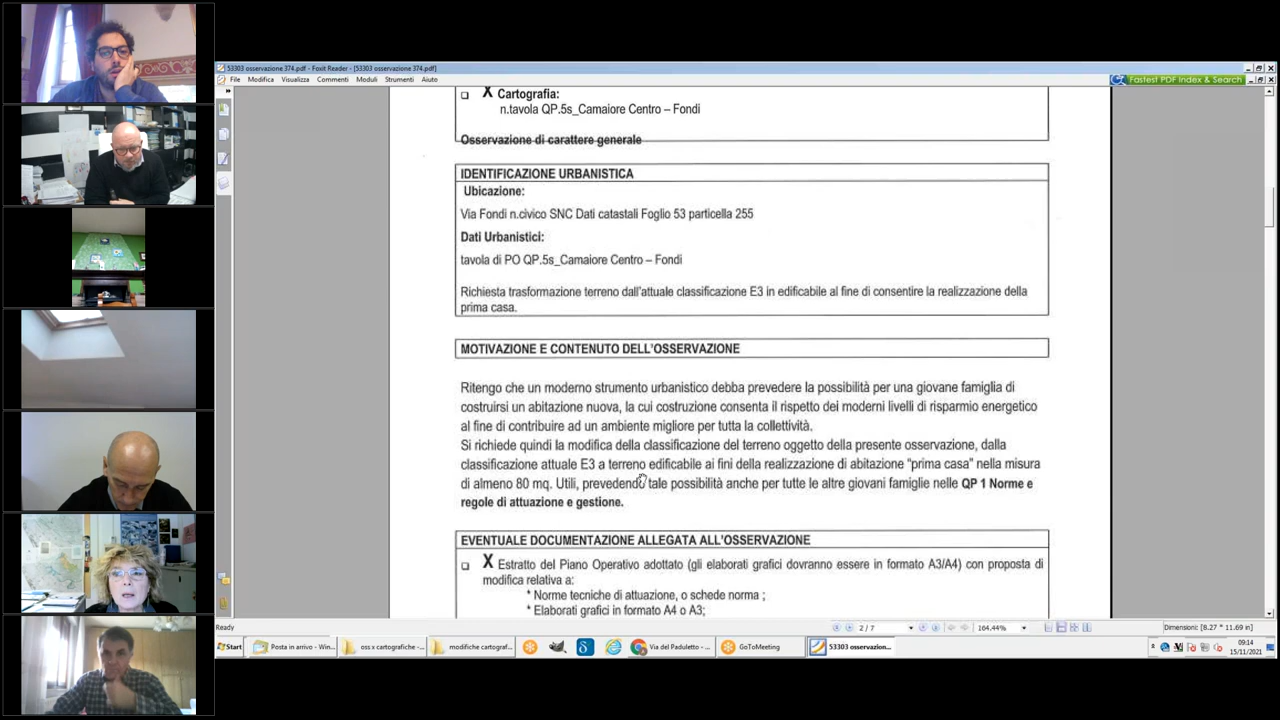 53303 osservazione 374.pdf - Foxit Reader - [53303 osservazione 374.pdf]
File Modifica Visualizza Commenti Moduli Strumenti Aiuto
Fastest PDF Index & Search
X Cartografia:
n.tavola QP.5s_Camaiore Centro – Fondi
Osservazione di carattere generale
IDENTIFICAZIONE URBANISTICA
Ubicazione:
Via Fondi n.civico SNC Dati catastali Foglio 53 particella 255
Dati Urbanistici:
tavola di PO QP.5s_Camaiore Centro – Fondi
Richiesta trasformazione terreno dall'attuale classificazione E3 in edificabile al fine di consentire la realizzazione della
prima casa.
MOTIVAZIONE E CONTENUTO DELL'OSSERVAZIONE
Ritengo che un moderno strumento urbanistico debba prevedere la possibilità per una giovane famiglia di
costruirsi un abitazione nuova, la cui costruzione consenta il rispetto dei moderni livelli di risparmio energetico
al fine di contribuire ad un ambiente migliore per tutta la collettività.
Si richiede quindi la modifica della classificazione del terreno oggetto della presente osservazione, dalla
classificazione attuale E3 a terreno edificabile ai fini della realizzazione di abitazione "prima casa" nella misura
di almeno 80 mq. Utili, prevedendo tale possibilità anche per tutte le altre giovani famiglie nelle QP 1 Norme e
regole di attuazione e gestione.
EVENTUALE DOCUMENTAZIONE ALLEGATA ALL'OSSERVAZIONE
X Estratto del Piano Operativo adottato (gli elaborati grafici dovranno essere in formato A3/A4) con proposta di
modifica relativa a:
* Norme tecniche di attuazione, o schede norma ;
* Elaborati grafici in formato A4 o A3;
Ready
2 / 7
164.44%
Dimensioni: [8.27 * 11.69 in]
Start
Posta in arrivo - Win...
oss x cartografiche -...
modifiche cartograf...
Via del Paduletto - ...
GoToMeeting
53303 osservazion...
09:14
15/11/2021